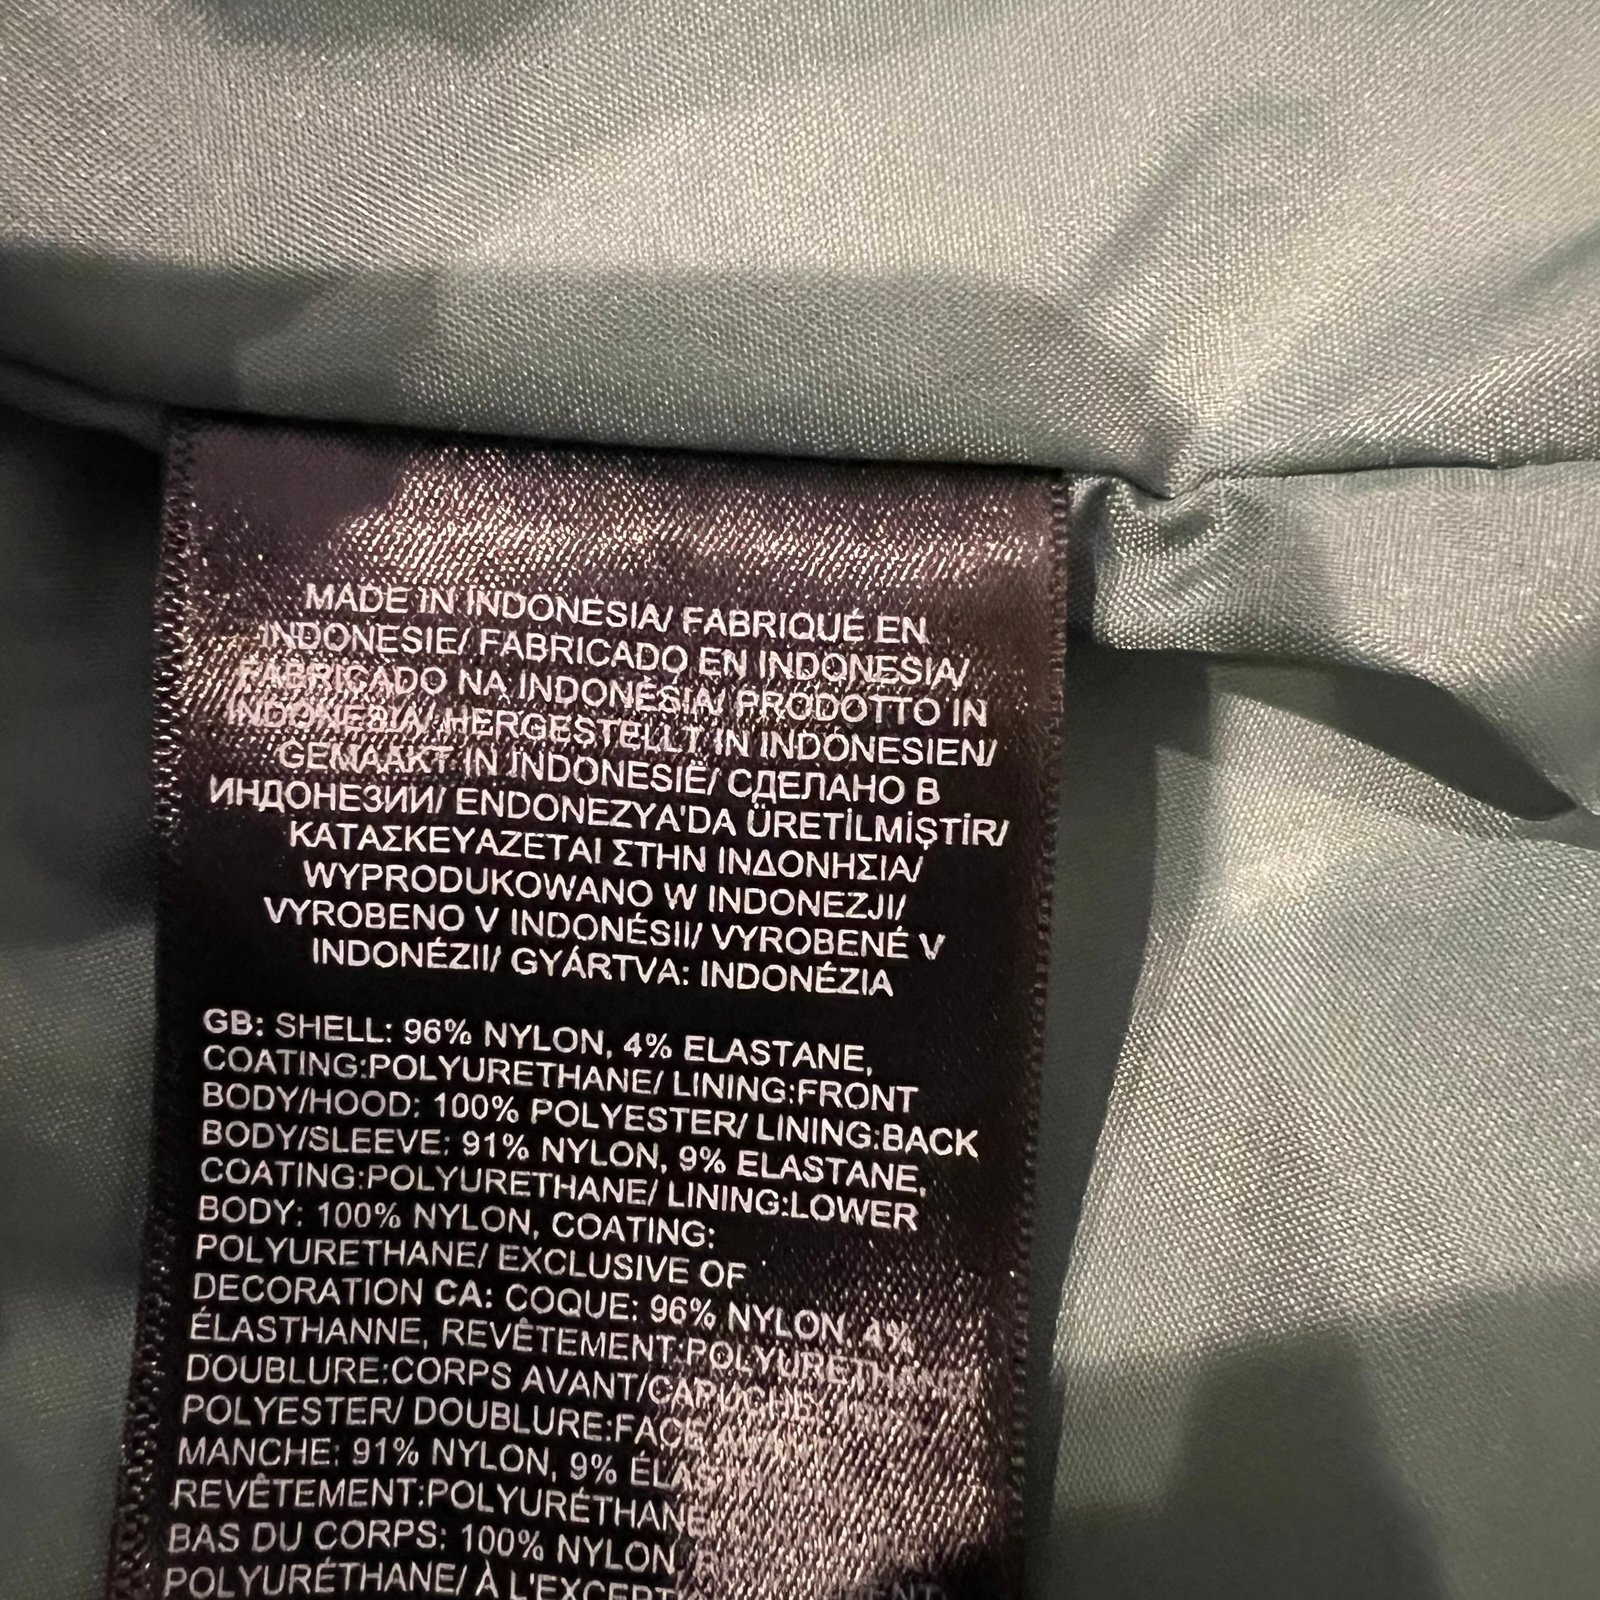 MADE IN INDONESIA/ FABRIQUÉ EN
INDONESIE/ FABRICADO EN INDONESIA/
FABRICADO NA INDONÉSIA/ PRODOTTO IN
INDONESIA/ HERGESTELLT IN INDONESIEN/
GEMAAKT IN INDONESIË/ СДЕЛАНО В
ИНДОНЕЗИИ/ ENDONEZYA'DA ÜRETİLMİŞTİR/
ΚΑΤΑΣΚΕΥΑΖΕΤΑΙ ΣΤΗΝ ΙΝΔΟΝΗΣΙΑ/
WYPRODUKOWANO W INDONEZJI/
VYROBENO V INDONÉSII/ VYROBENÉ V
INDONÉZII/ GYÁRTVA: INDONÉZIA
GB: SHELL: 96% NYLON, 4% ELASTANE,
COATING:POLYURETHANE/ LINING:FRONT
BODY/HOOD: 100% POLYESTER/ LINING:BACK
BODY/SLEEVE: 91% NYLON, 9% ELASTANE,
COATING:POLYURETHANE/ LINING:LOWER
BODY: 100% NYLON, COATING:
POLYURETHANE/ EXCLUSIVE OF
DECORATION CA: COQUE: 96% NYLON, 4%
ÉLASTHANNE, REVÊTEMENT:POLYURÉTHANE/
DOUBLURE:CORPS AVANT/CAPUCHE: 100%
POLYESTER/ DOUBLURE:FACE
MANCHE: 91% NYLON, 9%
REVÊTEMENT:POLYURÉTHANE/
BAS DU CORPS: 100% NYLON
POLYURÉTHANE/ À